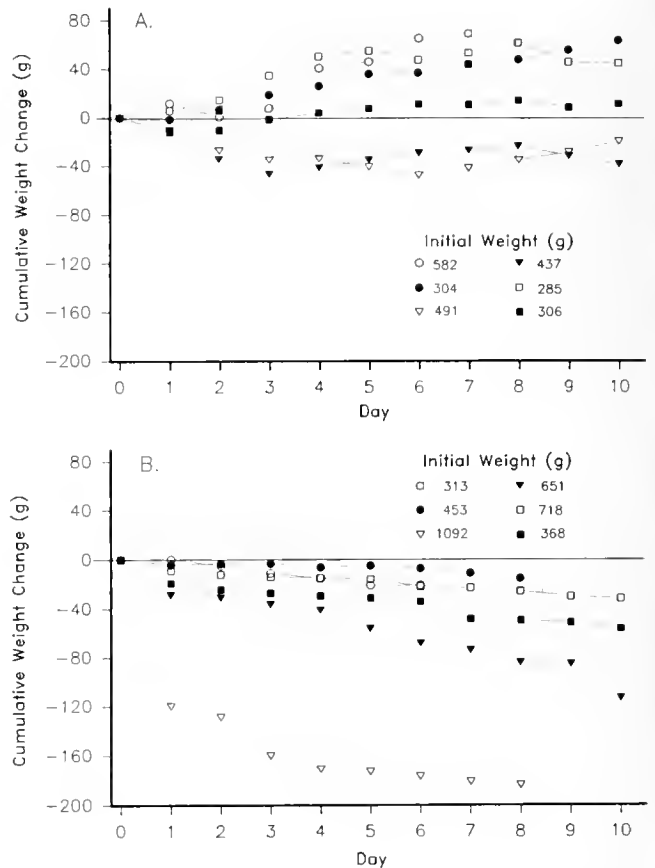 A.
80
40
0
−40
−80
−120
−160
−200
Cumulative Weight Change (g)
Initial Weight (g)
582 437
304 285
491 306
0 1 2 3 4 5 6 7 8 9 10
Day
B.
80
40
0
−40
−80
−120
−160
−200
Cumulative Weight Change (g)
Initial Weight (g)
313 651
453 718
1092 368
0 1 2 3 4 5 6 7 8 9 10
Day